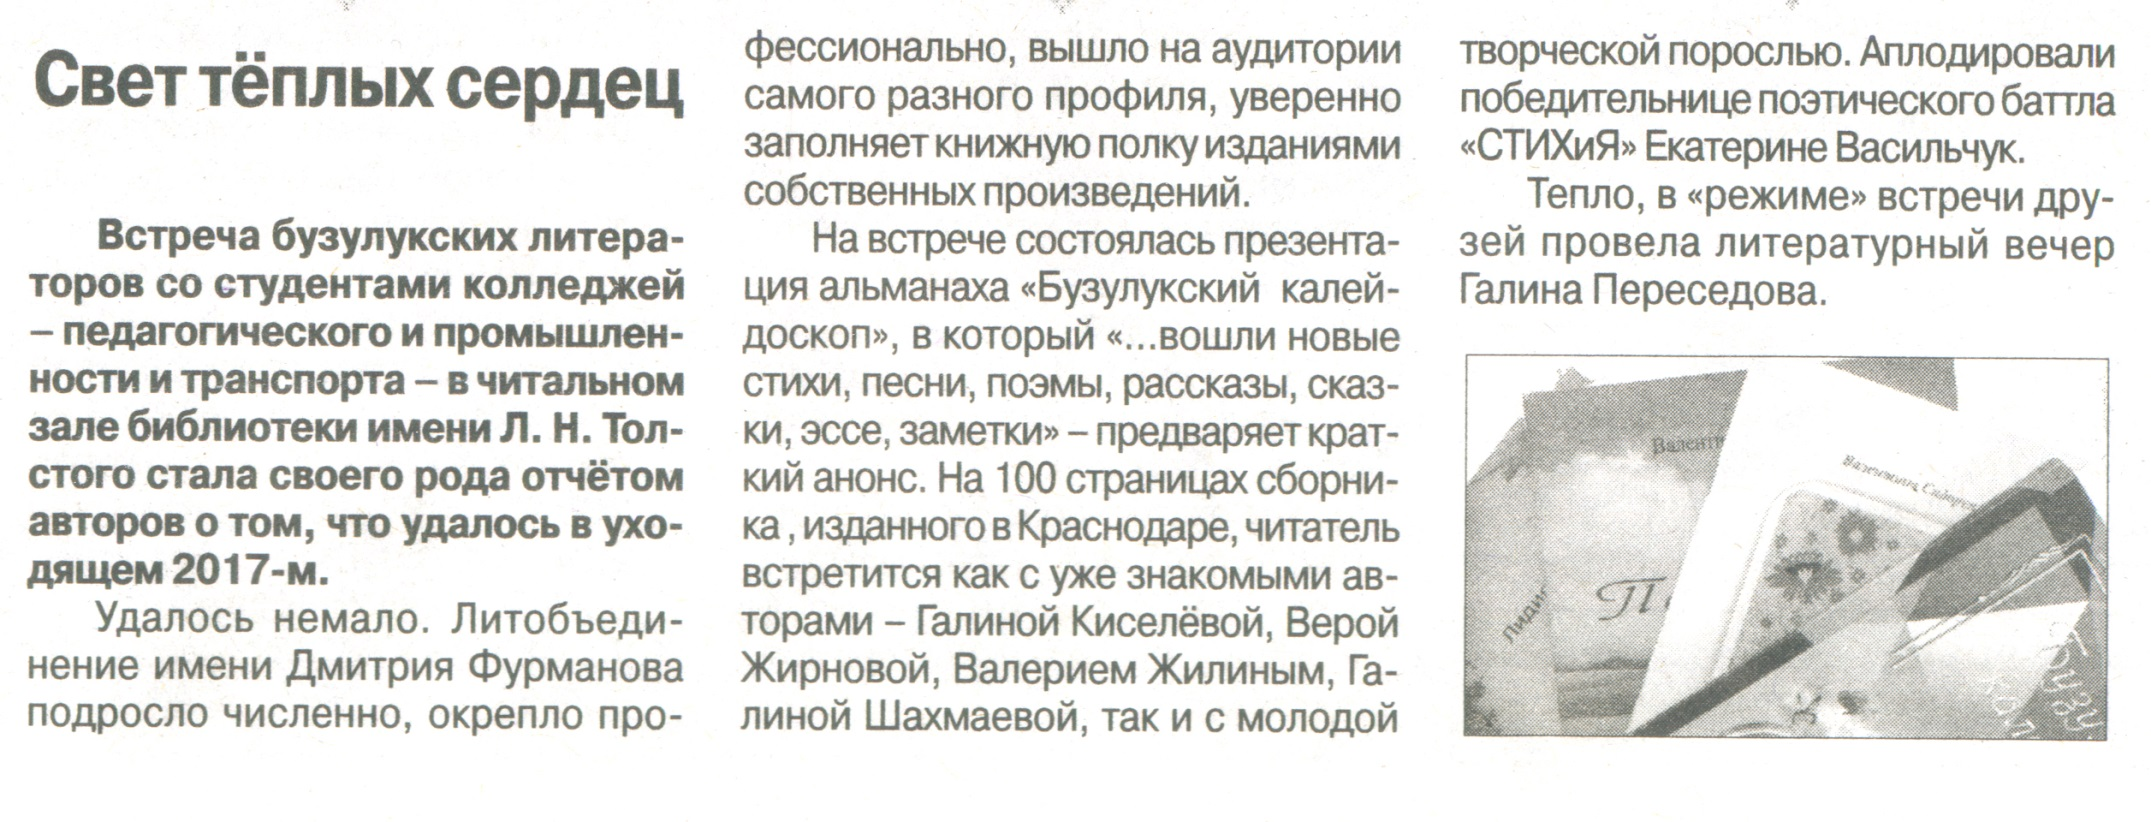 Свет тёплых сердец
Встреча бузулукских литера-
торов со студентами колледжей
– педагогического и промышлен-
ности и транспорта – в читальном
зале библиотеки имени Л. Н. Тол-
стого стала своего рода отчётом
авторов о том, что удалось в ухо-
дящем 2017-м.
Удалось немало. Литобъеди-
нение имени Дмитрия Фурманова
подросло численно, окрепло про-
фессионально, вышло на аудитории
самого разного профиля, уверенно
заполняет книжную полку изданиями
собственных произведений.
На встрече состоялась презента-
ция альманаха «Бузулукский калей-
доскоп», в который «...вошли новые
стихи, песни, поэмы, рассказы, сказ-
ки, эссе, заметки» – предваряет крат-
кий анонс. На 100 страницах сборни-
ка , изданного в Краснодаре, читатель
встретится как с уже знакомыми ав-
торами – Галиной Киселёвой, Верой
Жирновой, Валерием Жилиным, Га-
линой Шахмаевой, так и с молодой
творческой порослью. Аплодировали
победительнице поэтического баттла
«СТИХиЯ» Екатерине Васильчук.
Тепло, в «режиме» встречи дру-
зей провела литературный вечер
Галина Переседова.
Бузу
кал